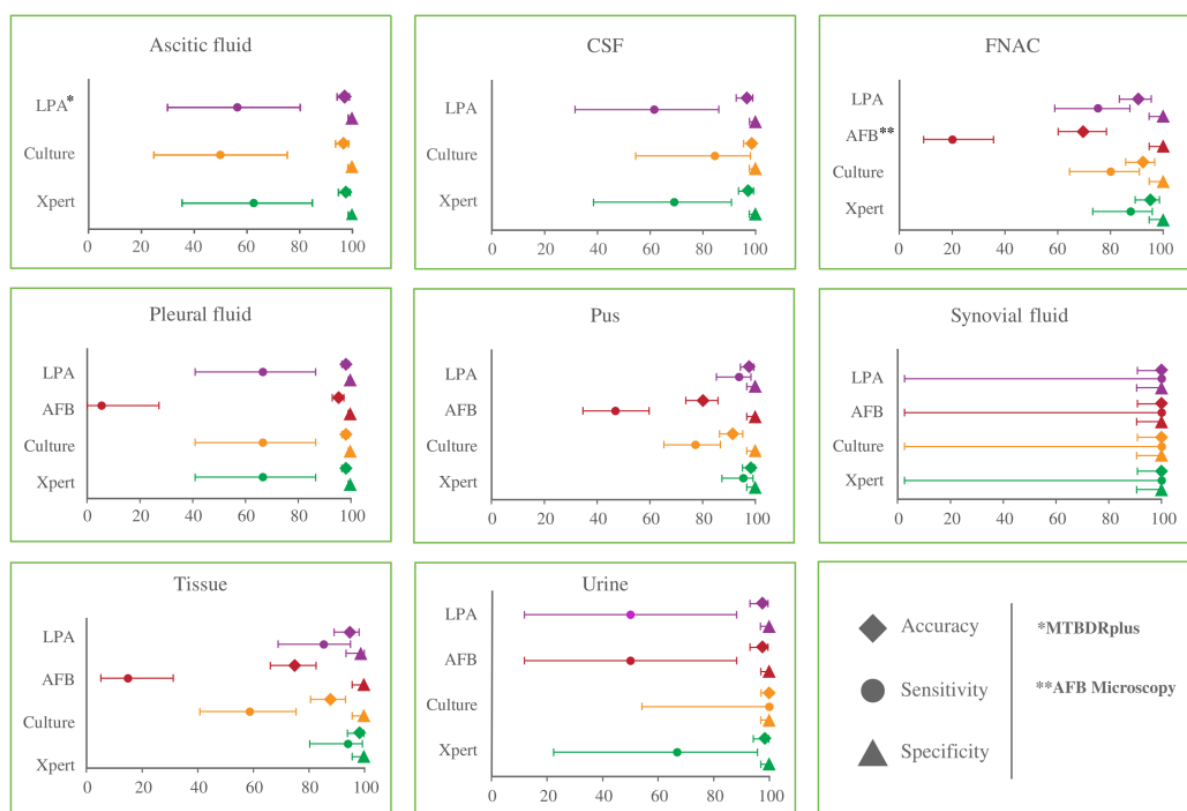 Ascitic fluid
LPA*
Culture
Xpert
0 20 40 60 80 100
CSF
LPA
Culture
Xpert
0 20 40 60 80 100
FNAC
LPA
AFB**
Culture
Xpert
0 20 40 60 80 100
Pleural fluid
LPA
AFB
Culture
Xpert
0 20 40 60 80 100
Pus
LPA
AFB
Culture
Xpert
0 20 40 60 80 100
Synovial fluid
LPA
AFB
Culture
Xpert
0 20 40 60 80 100
Tissue
LPA
AFB
Culture
Xpert
0 20 40 60 80 100
Urine
LPA
AFB
Culture
Xpert
0 20 40 60 80 100
Accuracy
Sensitivity
Specificity
*MTBDRplus
**AFB Microscopy